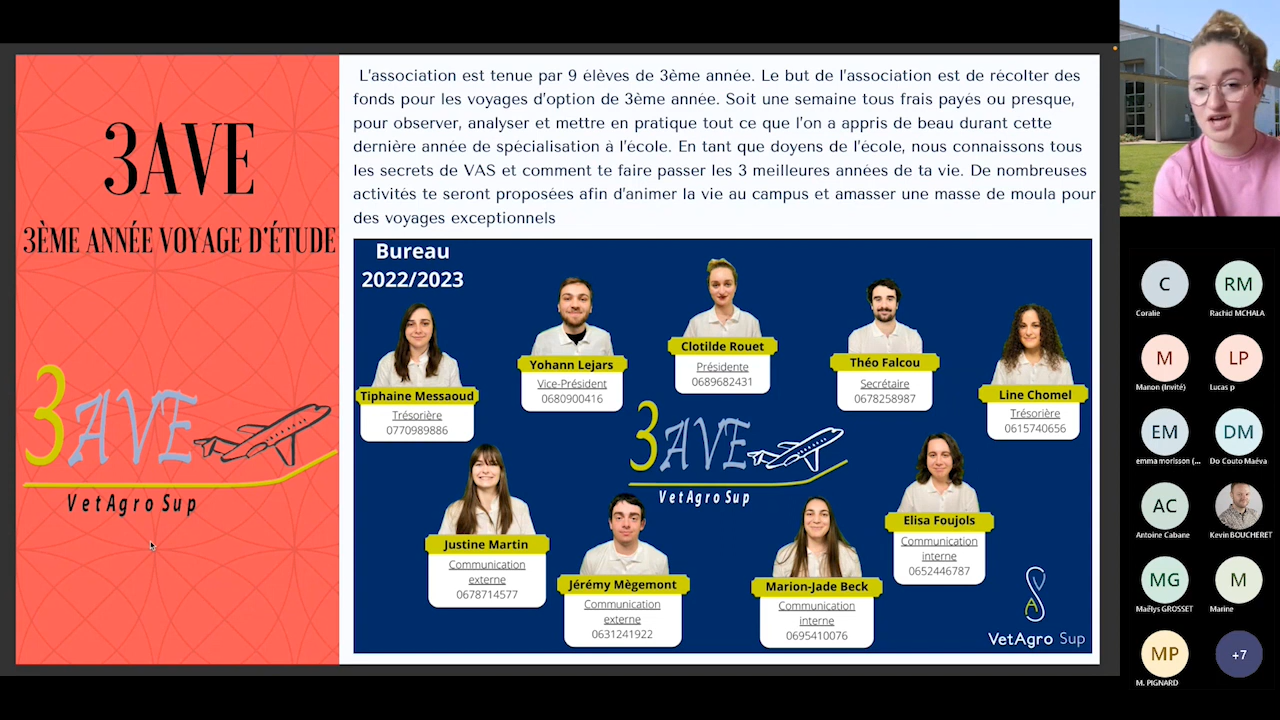 3AVE
3ÈME ANNÉE VOYAGE D'ÉTUDE
3AVE
VetAgro Sup
L'association est tenue par 9 élèves de 3ème année. Le but de l'association est de récolter des
fonds pour les voyages d'option de 3ème année. Soit une semaine tous frais payés ou presque,
pour observer, analyser et mettre en pratique tout ce que l'on a appris de beau durant cette
dernière année de spécialisation à l'école. En tant que doyens de l'école, nous connaissons tous
les secrets de VAS et comment te faire passer les 3 meilleures années de ta vie. De nombreuses
activités te seront proposées afin d'animer la vie au campus et amasser une masse de moula pour
des voyages exceptionnels
Bureau
2022/2023
Tiphaine Messaoud
Trésorière
0770989886
Yohann Lejars
Vice-Président
0680900416
Clotilde Rouet
Présidente
0689682431
Théo Falcou
Secrétaire
0678258987
Line Chomel
Trésorière
0615740656
3AVE
VetAgro Sup
Justine Martin
Communication
externe
0678714577
Jérémy Mègemont
Communication
externe
0631241922
Marion-Jade Beck
Communication
interne
0695410076
Elisa Foujols
Communication
interne
0652446787
VetAgro Sup
C
Coralie
RM
Rachid MCHALA
M
Manon (Invité)
LP
Lucas p
EM
emma morisson (...
DM
Do Couto Maéva
AC
Antoine Cabane
Kevin BOUCHERET
MG
Maëlys GROSSET
M
Marine
MP
M. PIGNARD
+7